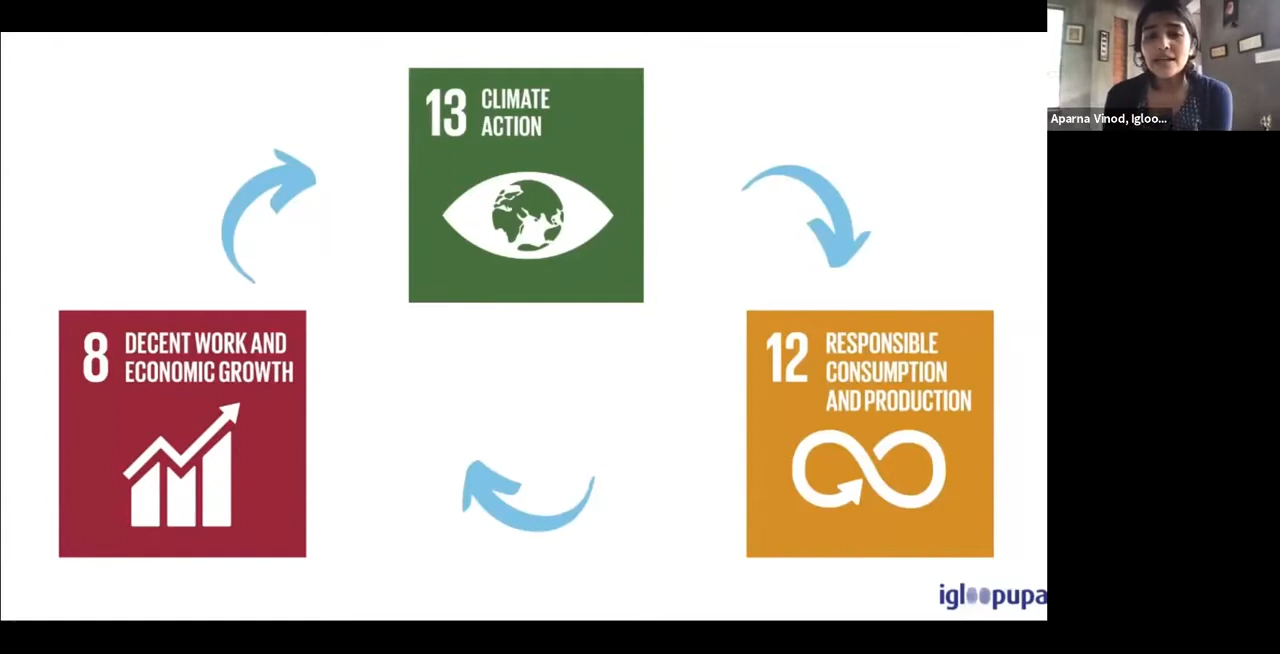 13 CLIMATE
ACTION
Aparna Vinod, Igloo...
8 DECENT WORK AND
ECONOMIC GROWTH
12 RESPONSIBLE
CONSUMPTION
AND PRODUCTION
igloopupa